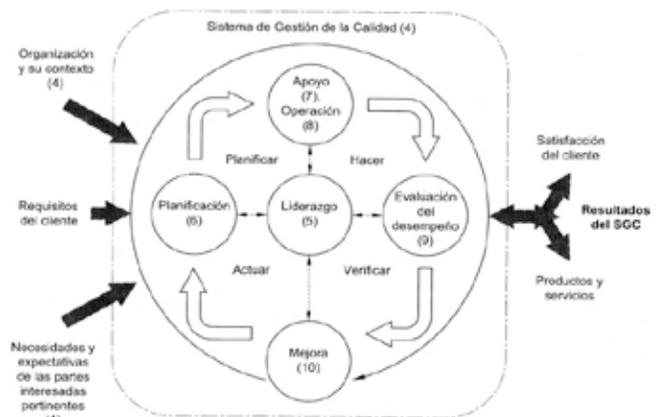 Sistema de Gestión de la Calidad (4)
Organización
y su contexto
(4)
Requisitos
del cliente
Necesidades y
expectativas
de las partes
interesadas
pertinentes
Apoyo
(7),
Operación
(8)
Planificar
Hacer
Planificación
(6)
Liderazgo
(5)
Evaluación del
desempeño
(9)
Actuar
Verificar
Mejora
(10)
Satisfacción
del cliente
Resultados
del SGC
Productos y
servicios